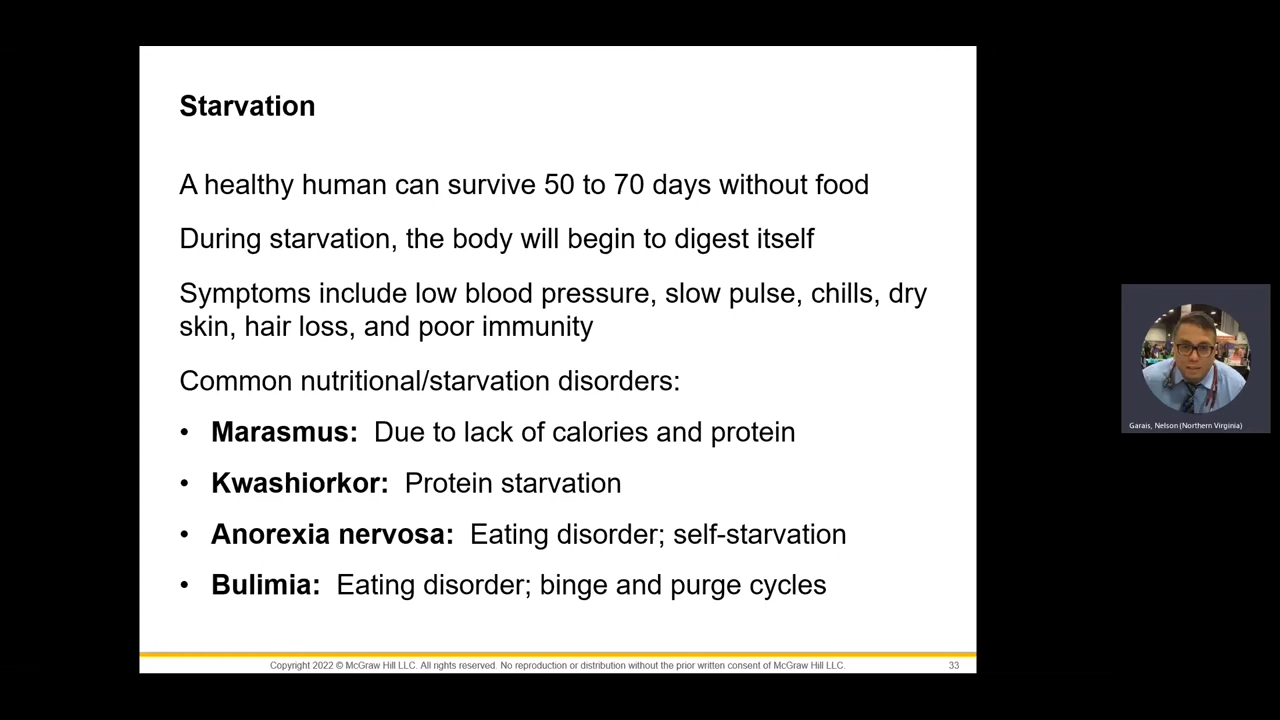 Starvation
A healthy human can survive 50 to 70 days without food
During starvation, the body will begin to digest itself
Symptoms include low blood pressure, slow pulse, chills, dry
skin, hair loss, and poor immunity
Common nutritional/starvation disorders:
• Marasmus: Due to lack of calories and protein
• Kwashiorkor: Protein starvation
• Anorexia nervosa: Eating disorder; self-starvation
• Bulimia: Eating disorder; binge and purge cycles
Copyright 2022 © McGraw Hill LLC. All rights reserved. No reproduction or distribution without the prior written consent of McGraw Hill LLC.
33
Garais, Nelson (Northern Virginia)